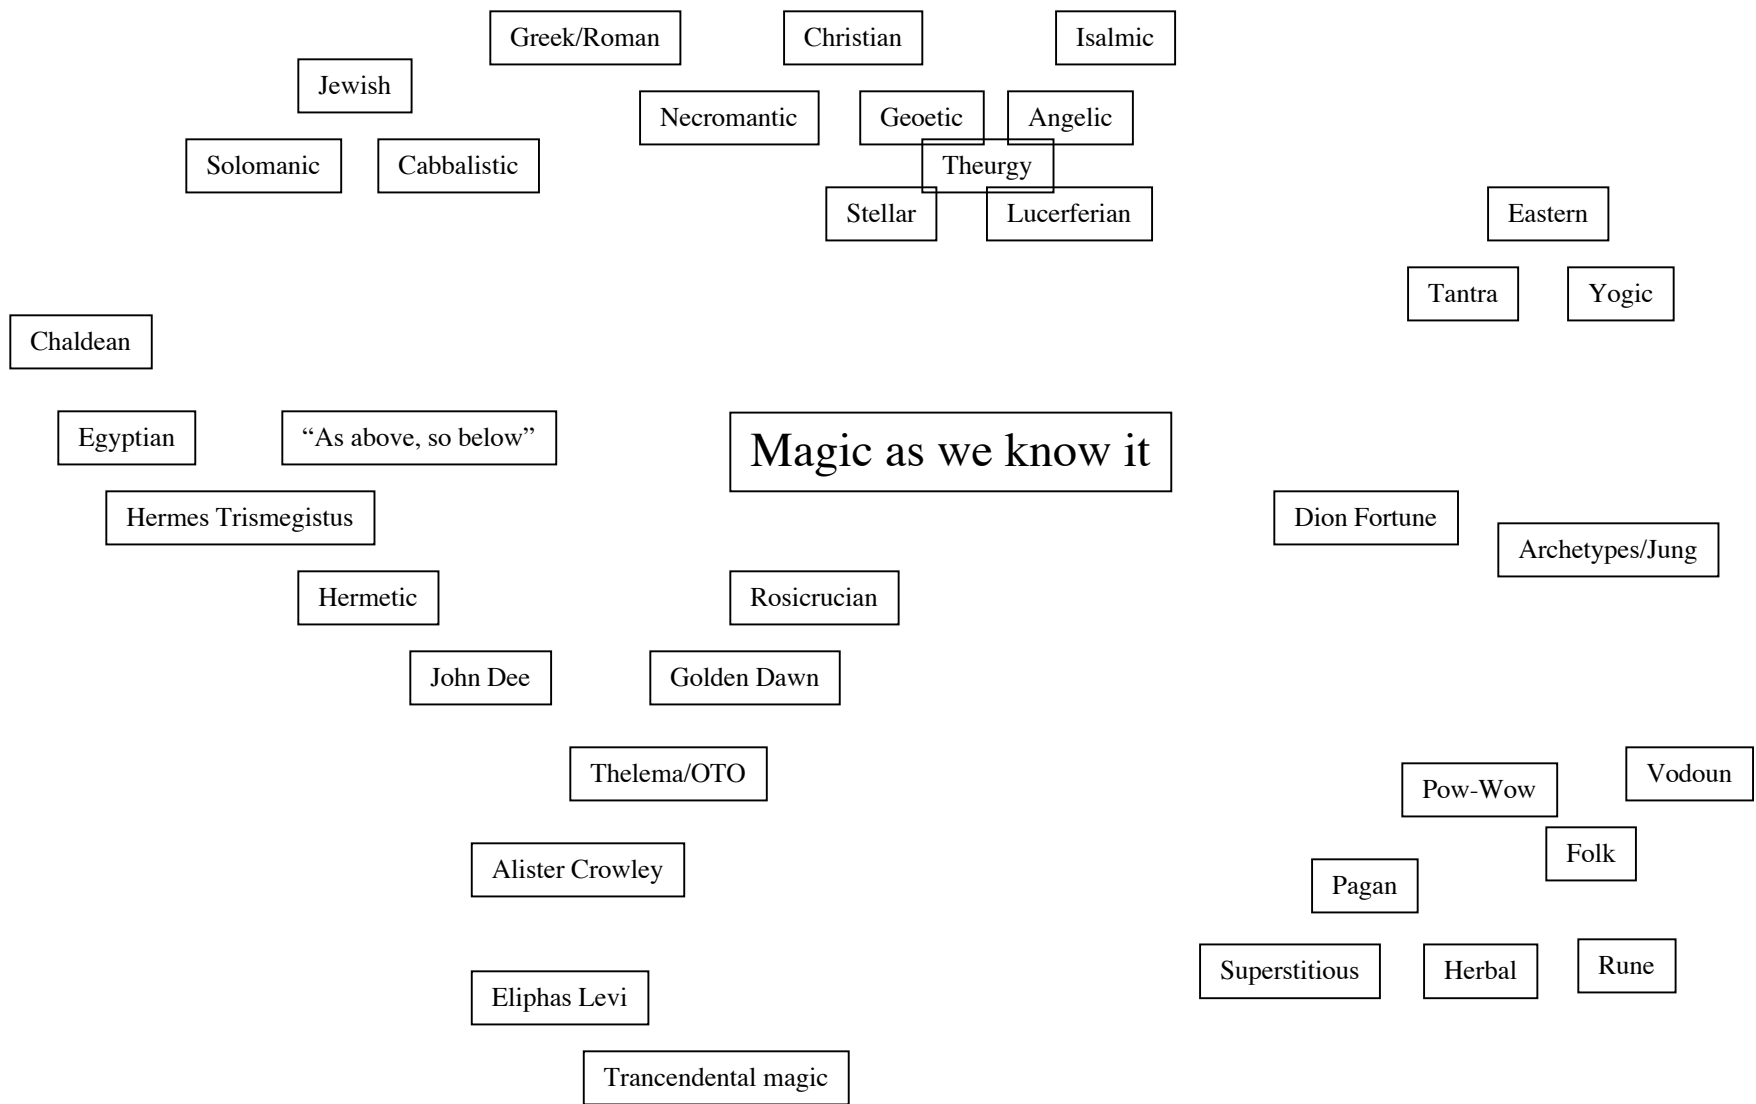 Greek/Roman
Christian
Isalmic
Jewish
Necromantic
Geoetic
Angelic
Solomanic
Cabbalistic
Theurgy
Stellar
Lucerferian
Eastern
Tantra
Yogic
Chaldean
Egyptian
“As above, so below”
Magic as we know it
Hermes Trismegistus
Dion Fortune
Archetypes/Jung
Hermetic
Rosicrucian
John Dee
Golden Dawn
Thelema/OTO
Pow-Wow
Vodoun
Folk
Alister Crowley
Pagan
Superstitious
Herbal
Rune
Eliphas Levi
Trancendental magic